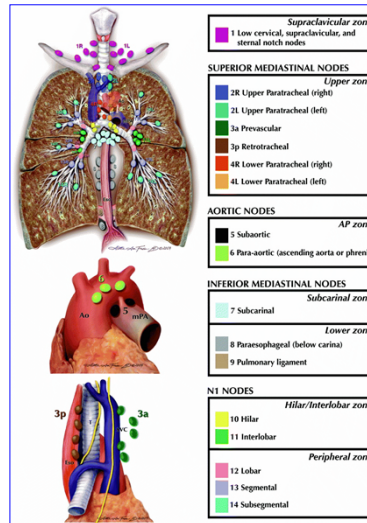 Supraclavicular zon
1 Low cervical, supraclavicular, and
sternal notch nodes
SUPERIOR MEDIASTINAL NODES
Upper zon
2R Upper Paratracheal (right)
2L Upper Paratracheal (left)
3a Prevascular
3p Retrotracheal
4R Lower Paratracheal (right)
4L Lower Paratracheal (left)
AORTIC NODES
AP zon
5 Subaortic
6 Para-aortic (ascending aorta or phreni
INFERIOR MEDIASTINAL NODES
Subcarinal zon
7 Subcarinal
Lower zon
8 Paraesophageal (below carina)
9 Pulmonary ligament
N1 NODES
Hilar/Interlobar zon
10 Hilar
11 Interlobar
Peripheral zon
12 Lobar
13 Segmental
14 Subsegmental
1R 1L
6
5
Ao mPA
3p 3a